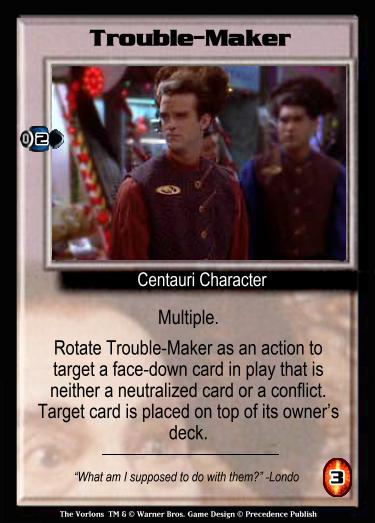 Trouble-Maker
0 2
Centauri Character
Multiple.
Rotate Trouble-Maker as an action to
target a face-down card in play that is
neither a neutralized card or a conflict.
Target card is placed on top of its owner's
deck.
"What am I supposed to do with them?" -Londo
3
The Vorlons TM & © Warner Bros. Game Design © Precedence Publish